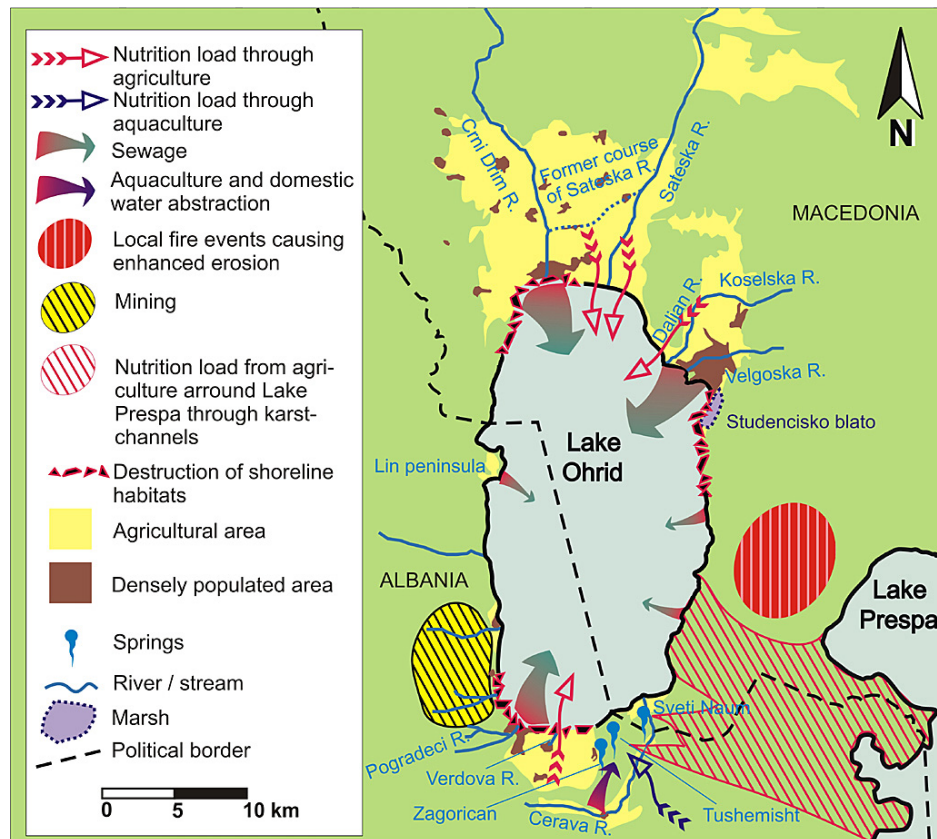 Nutrition load through
agriculture
Nutrition load through
aquaculture
Sewage
Aquaculture and domestic
water abstraction
Local fire events causing
enhanced erosion
Mining
Nutrition load from agri-
culture arround Lake
Prespa through karst-
channels
Destruction of shoreline
habitats
Agricultural area
Densely populated area
Springs
River / stream
Marsh
Political border
0 5 10 km
N
Crni Drim R.
Former course
of Sateska R.
Sateska R.
MACEDONIA
Daljan R.
Koselska R.
Velgoska R.
Studencisko blato
Lake
Ohrid
Lin peninsula
ALBANIA
Lake
Prespa
Sveti Naum
Pogradeci R.
Verdova R.
Zagorican
Cerava R.
Tushemisht